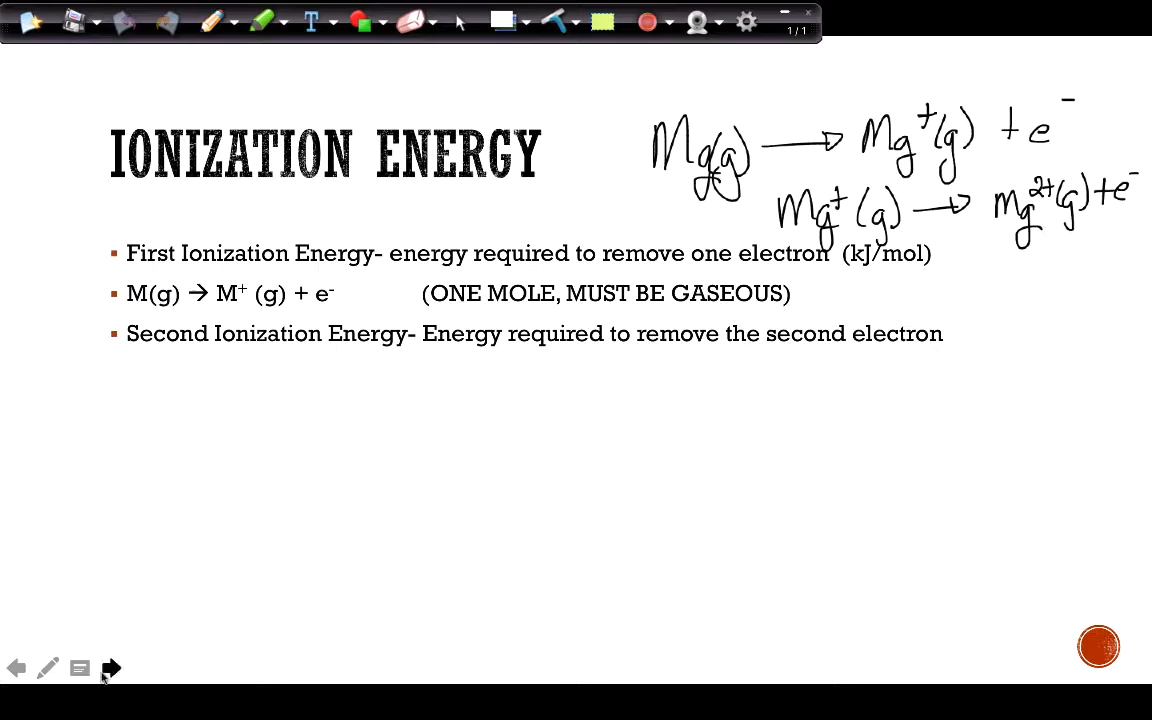 1/1
IONIZATION ENERGY
Mg(g) → Mg⁺(g) + e⁻
Mg⁺(g) → Mg²⁺(g) + e⁻
▪ First Ionization Energy- energy required to remove one electron (kJ/mol)
▪ M(g) → M⁺ (g) + e⁻ (ONE MOLE, MUST BE GASEOUS)
▪ Second Ionization Energy- Energy required to remove the second electron